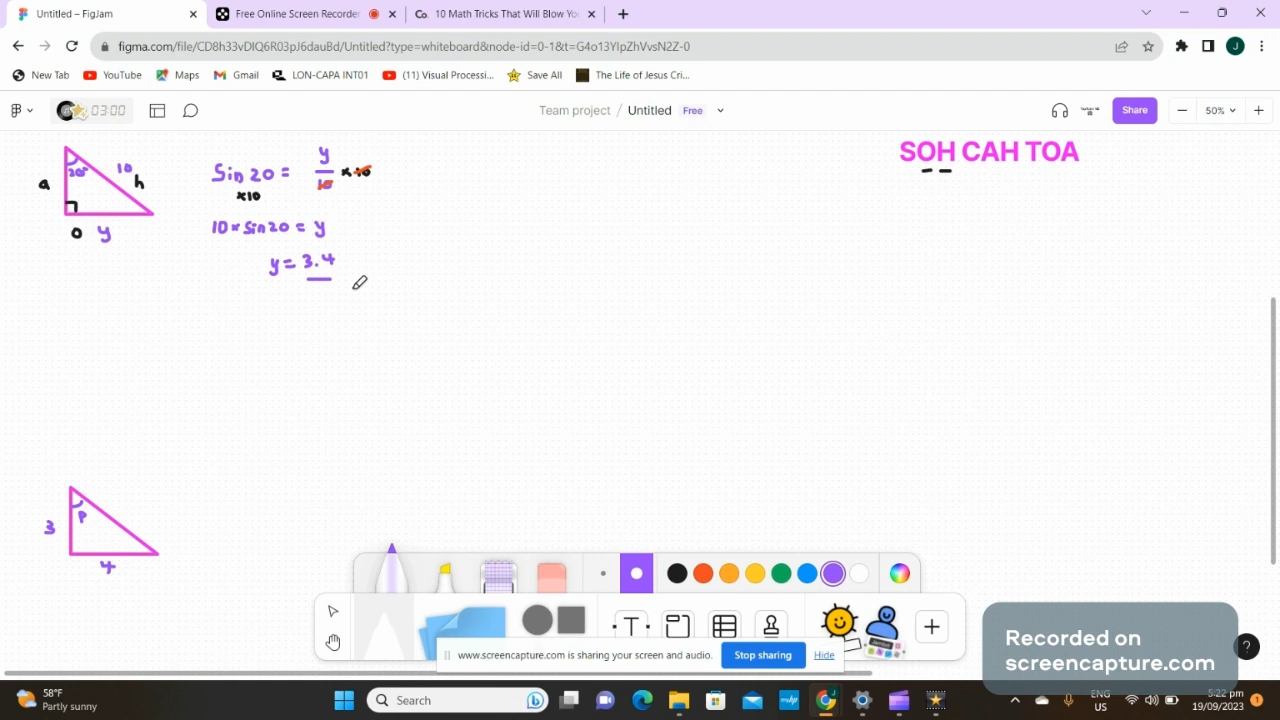 Untitled – FigJam
Free Online Screen Recorder
10 Math Tricks That Will Blow Yo
figma.com/file/CD8h33vDIQ6R03pJ6dauBd/Untitled?type=whiteboard&node-id=0-1&t=G4o13YIpZhVvsN2Z-0
New Tab
YouTube
Maps
Gmail
LON-CAPA INT01
(11) Visual Processi...
Save All
The Life of Jesus Cri...
03:00
Team project / Untitled Free
Share
50%
SOH CAH TOA
20°
10
a
h
o y
Sin 20 = y/10 ×10
×10
10 × sin 20 = y
y = 3.4
P
3
4
T
www.screencapture.com is sharing your screen and audio.
Stop sharing
Hide
Recorded on
screencapture.com
58°F
Partly sunny
Search
ENG
US
5:22 pm
19/09/2023